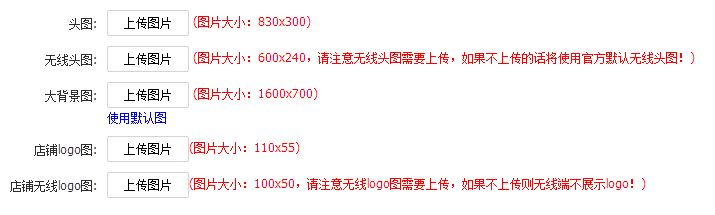 头图: 上传图片 (图片大小：830x300)
无线头图: 上传图片 (图片大小：600x240，请注意无线头图需要上传，如果不上传的话将使用官方默认无线头图！)
大背景图: 上传图片 (图片大小：1600x700)
使用默认图
店铺logo图: 上传图片 (图片大小：110x55)
店铺无线logo图: 上传图片 (图片大小：100x50，请注意无线logo图需要上传，如果不上传则无线端不展示logo！)